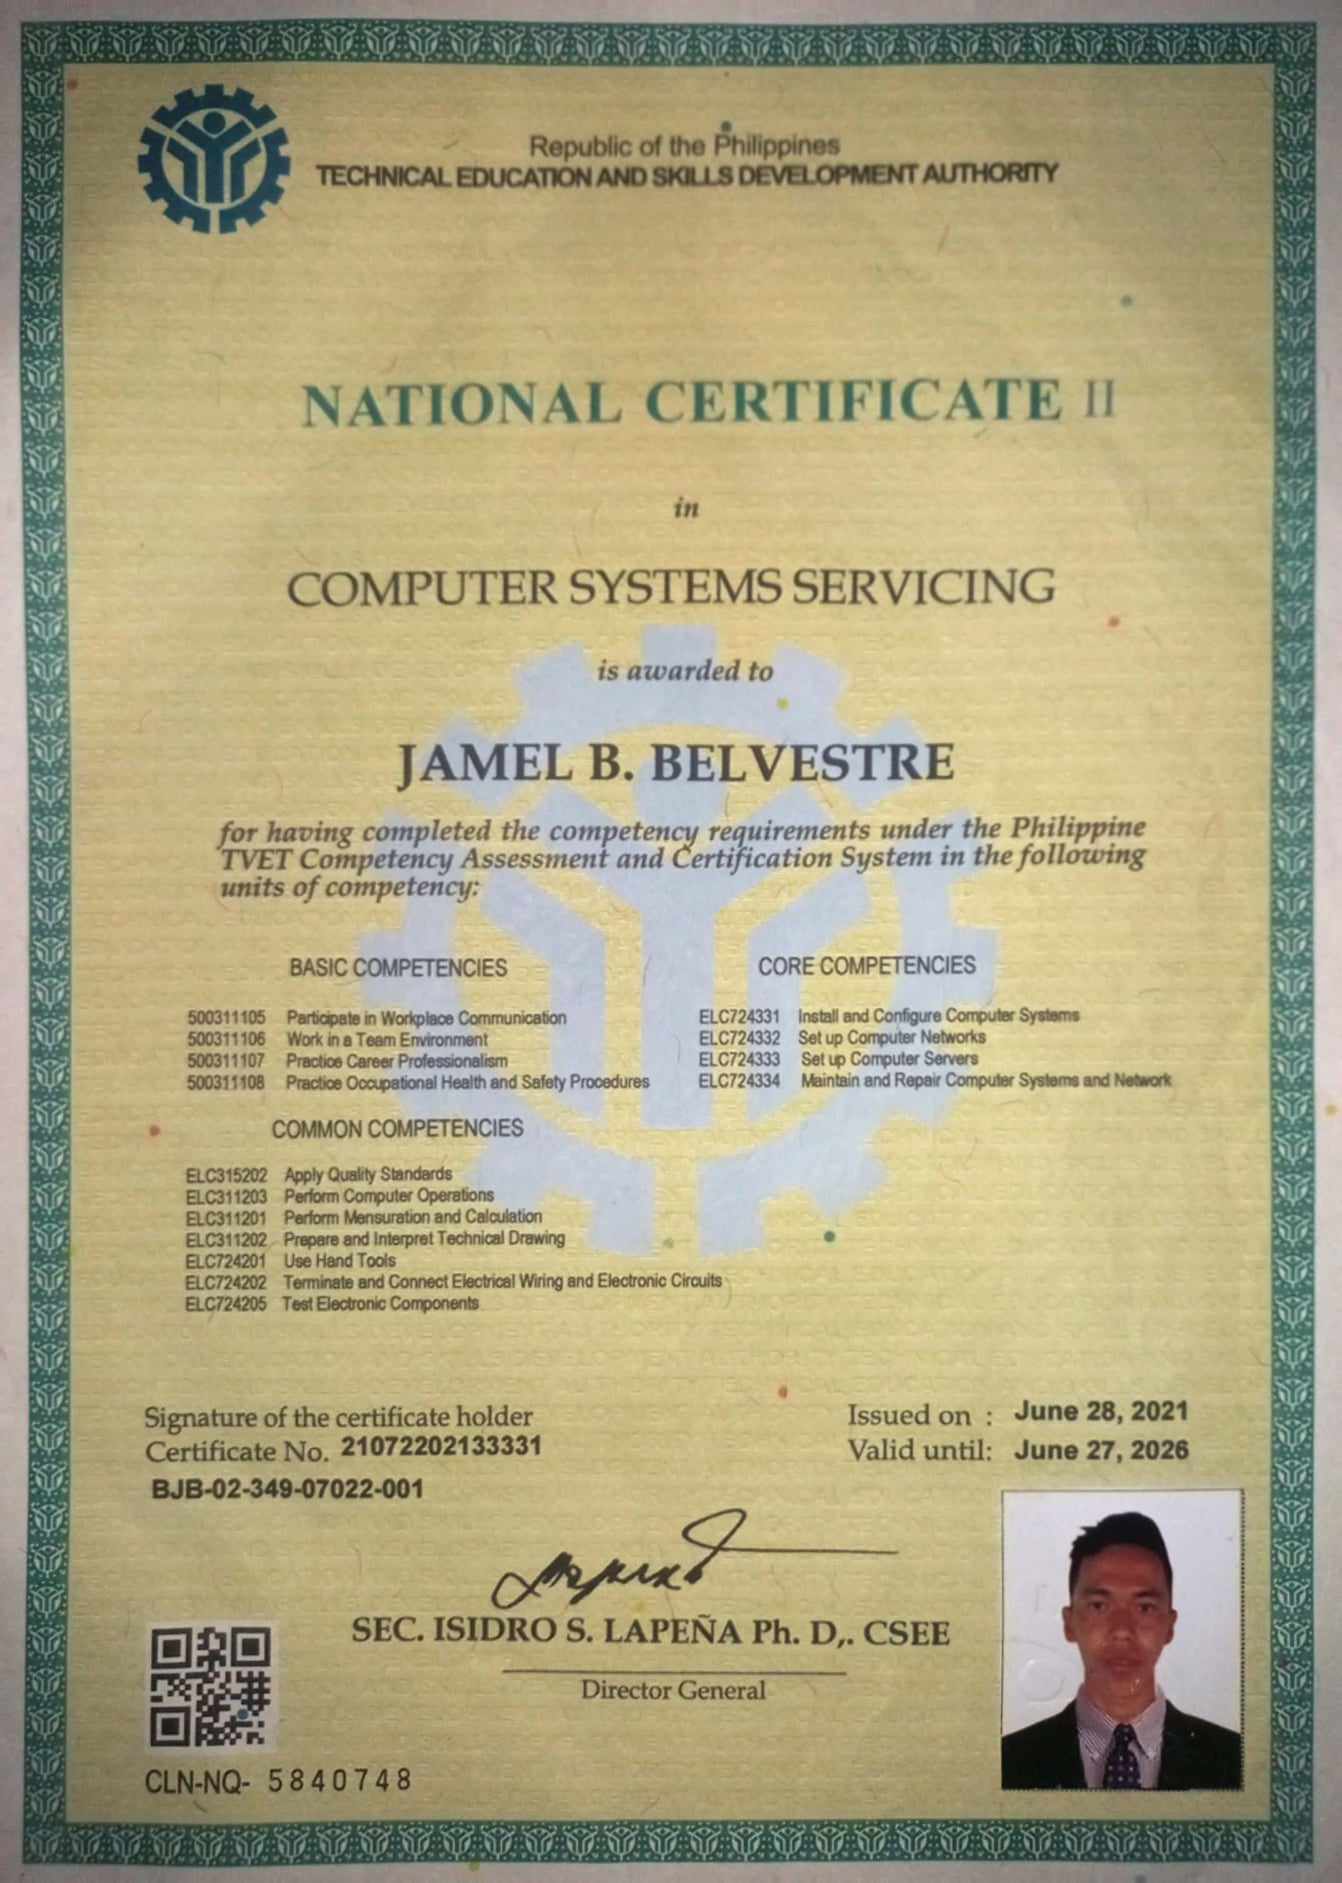 Republic of the Philippines
TECHNICAL EDUCATION AND SKILLS DEVELOPMENT AUTHORITY
NATIONAL CERTIFICATE II
in
COMPUTER SYSTEMS SERVICING
is awarded to
JAMEL B. BELVESTRE
for having completed the competency requirements under the Philippine
TVET Competency Assessment and Certification System in the following
units of competency:
BASIC COMPETENCIES
500311105 Participate in Workplace Communication
500311106 Work in a Team Environment
500311107 Practice Career Professionalism
500311108 Practice Occupational Health and Safety Procedures
CORE COMPETENCIES
ELC724331 Install and Configure Computer Systems
ELC724332 Set up Computer Networks
ELC724333 Set up Computer Servers
ELC724334 Maintain and Repair Computer Systems and Network
COMMON COMPETENCIES
ELC315202 Apply Quality Standards
ELC311203 Perform Computer Operations
ELC311201 Perform Mensuration and Calculation
ELC311202 Prepare and Interpret Technical Drawing
ELC724201 Use Hand Tools
ELC724202 Terminate and Connect Electrical Wiring and Electronic Circuits
ELC724205 Test Electronic Components
Signature of the certificate holder
Certificate No. 21072202133331
BJB-02-349-07022-001
Issued on : June 28, 2021
Valid until: June 27, 2026
SEC. ISIDRO S. LAPEÑA Ph. D,. CSEE
Director General
CLN-NQ- 5840748